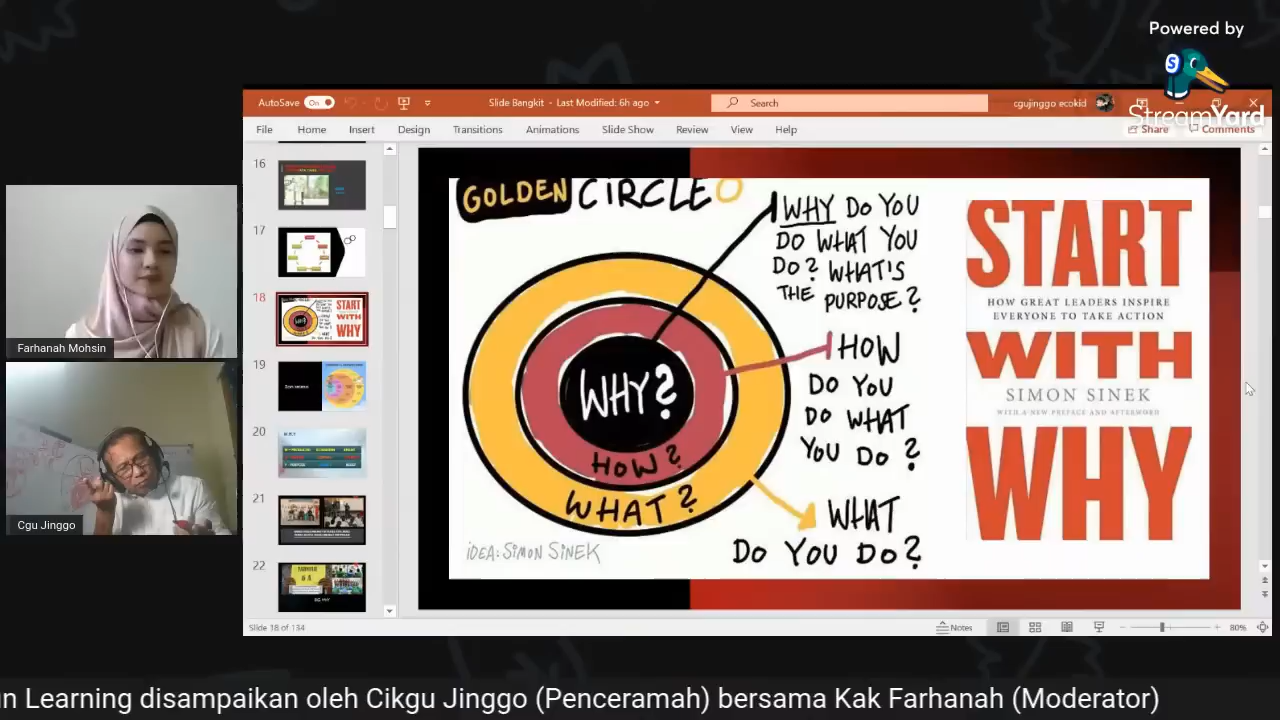 Powered by
StreamYard
AutoSave On
Slide Bangkit - Last Modified: 6h ago
Search
cgujinggo ecokid
File Home Insert Design Transitions Animations Slide Show Review View Help
Share Comments
16
17
18
19
20
21
22
GOLDEN CIRCLE
WHY DO YOU
DO WHAT YOU
DO? WHAT'S
THE PURPOSE?
HOW
DO YOU
DO WHAT
YOU DO?
WHAT
DO YOU DO?
WHY?
HOW?
WHAT?
IDEA: SIMON SINEK
START
HOW GREAT LEADERS INSPIRE
EVERYONE TO TAKE ACTION
WITH
SIMON SINEK
WITH A NEW PREFACE AND AFTERWORD
WHY
Farhanah Mohsin
Cgu Jinggo
Slide 18 of 134
Notes
80%
un Learning disampaikan oleh Cikgu Jinggo (Penceramah) bersama Kak Farhanah (Moderator)